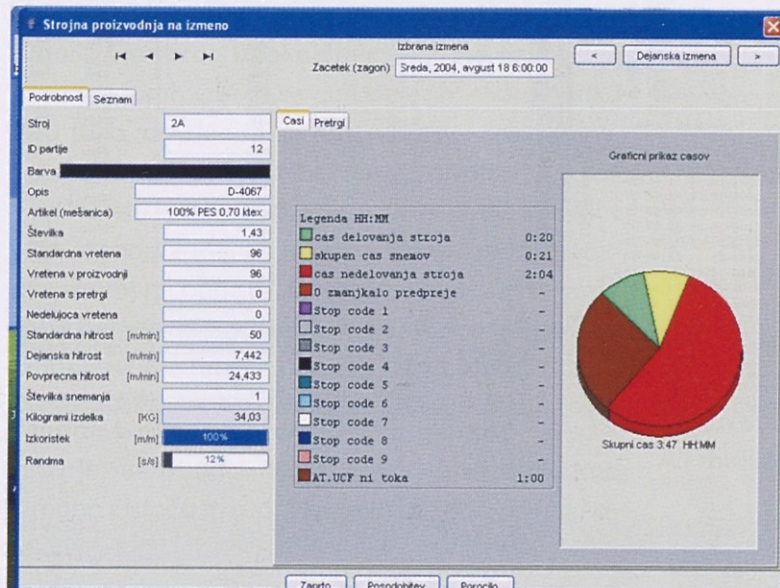 Strojna proizvodnja na izmeno
Izbrana izmena
Zacetek (zagon) Sreda, 2004, avgust 18 6:00:00
< Dejanska izmena >
Podrobnost Seznam
Stroj 2A
ID partije 12
Barva
Opis D-4067
Artikel (mešanica) 100% PES 0,70 ktex
Številka 1,43
Standardna vretena 96
Vretena v proizvodnji 96
Vretena s pretrgi 0
Nedelujoca vretena 0
Standardna hitrost [m/min] 50
Dejanska hitrost [m/min] 7,442
Povprecna hitrost [m/min] 24,433
Številka snemanja 1
Kilogrami izdelka [KG] 34,03
Izkoristek [m/m] 100%
Randma [s/s] 12%
Casi Pretrgi
Legenda HH:MM
cas delovanja stroja 0:20
skupen cas snemov 0:21
cas nedelovanja stroja 2:04
0 zmanjkalo predpreje -
Stop code 1 -
Stop code 2 -
Stop code 3 -
Stop code 4 -
Stop code 5 -
Stop code 6 -
Stop code 7 -
Stop code 8 -
Stop code 9 -
AT.UCF ni toka 1:00
Graficni prikaz casov
Skupni cas 3:47 HH:MM
Zaprto Posodobitev Porocilo